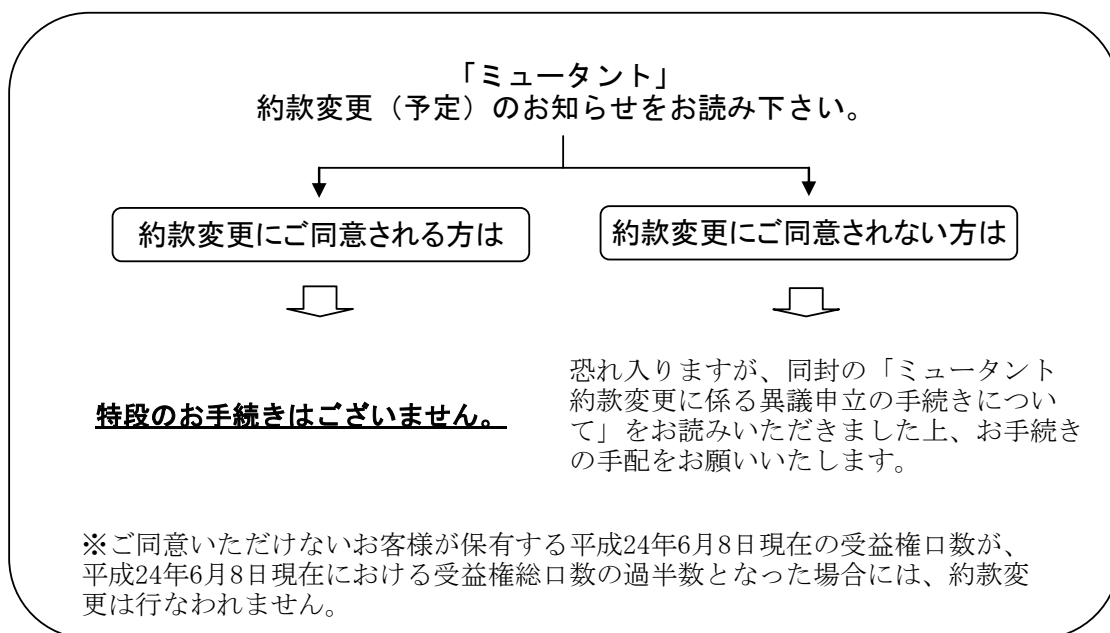 「ミュータント」
約款変更（予定）のお知らせをお読み下さい。
約款変更にご同意される方は
約款変更にご同意されない方は
特段のお手続きはございません。
恐れ入りますが、同封の「ミュータント
約款変更に係る異議申立の手続きについ
て」をお読みいただきました上、お手続き
の手配をお願いいたします。
※ご同意いただけないお客様が保有する平成24年6月8日現在の受益権口数が、
平成24年6月8日現在における受益権総口数の過半数となった場合には、約款変
更は行なわれません。